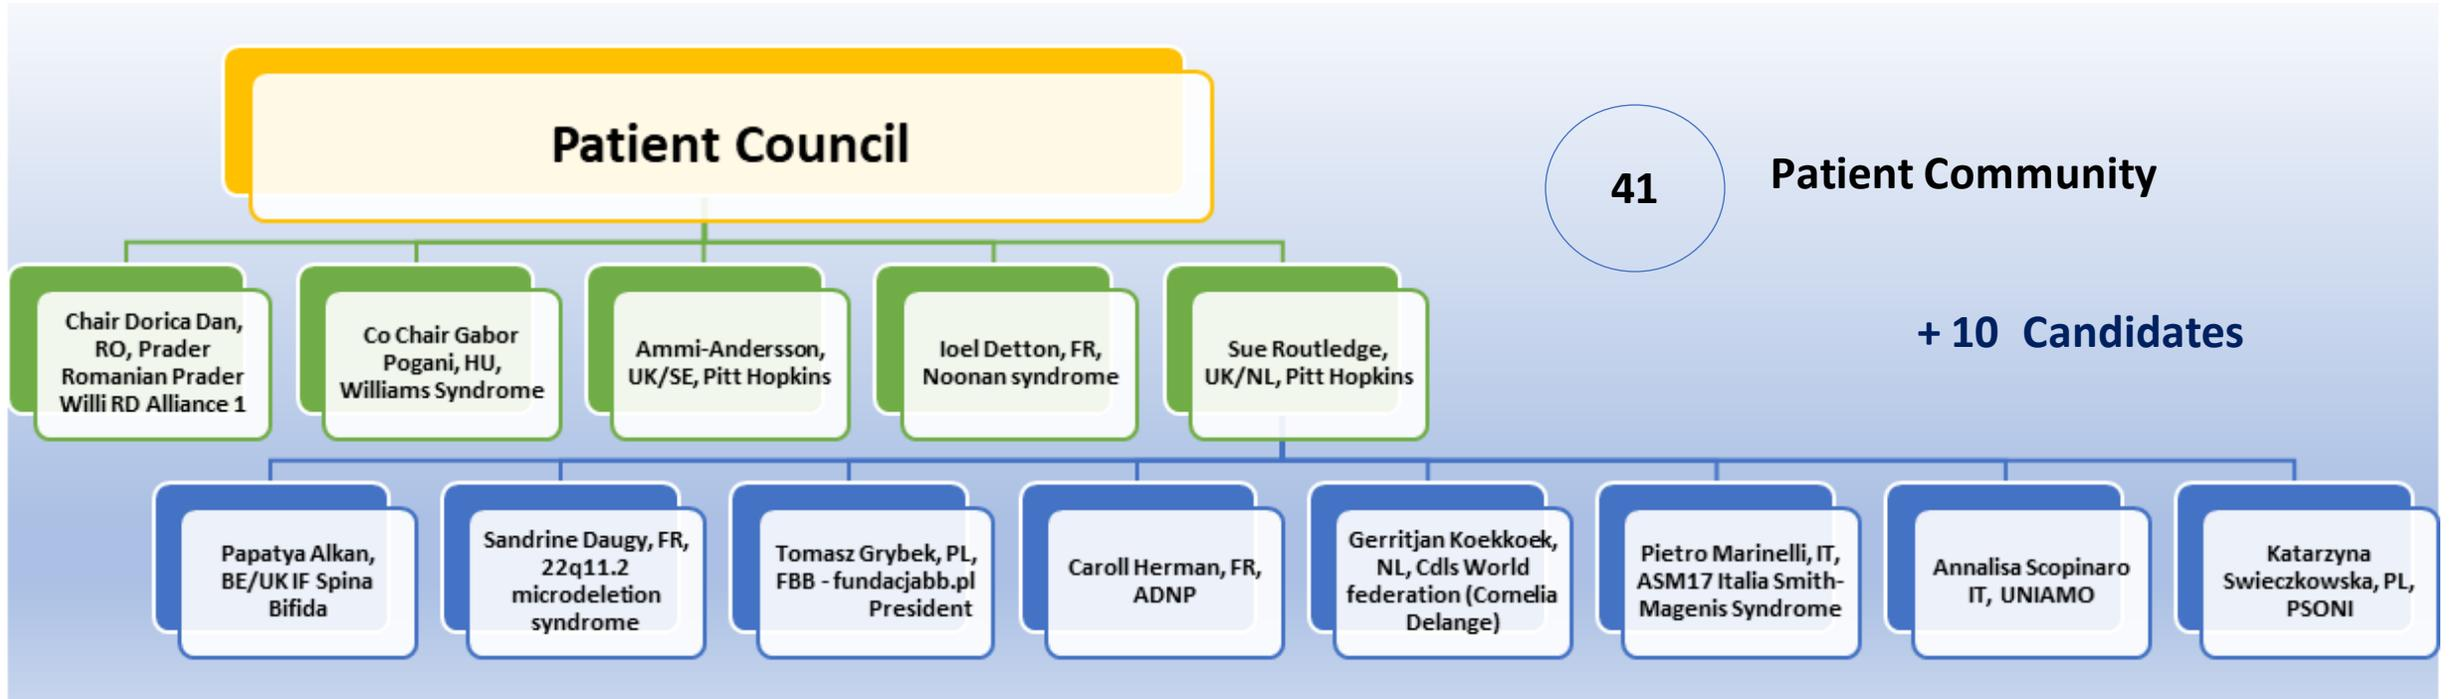 Patient Council
41
Patient Community
+ 10 Candidates
Chair Dorica Dan,
RO, Prader
Romanian Prader
Willi RD Alliance 1
Co Chair Gabor
Pogani, HU,
Williams Syndrome
Ammi-Andersson,
UK/SE, Pitt Hopkins
Ioel Detton, FR,
Noonan syndrome
Sue Routledge,
UK/NL, Pitt Hopkins
Papatya Alkan,
BE/UK IF Spina
Bifida
Sandrine Daugy, FR,
22q11.2
microdeletion
syndrome
Tomasz Grybek, PL,
FBB - fundacjabb.pl
President
Caroll Herman, FR,
ADNP
Gerritjan Koekkoek,
NL, Cdls World
federation (Cornelia
Delange)
Pietro Marinelli, IT,
ASM17 Italia Smith-
Magenis Syndrome
Annalisa Scopinaro
IT, UNIAMO
Katarzyna
Swieczkowska, PL,
PSONI